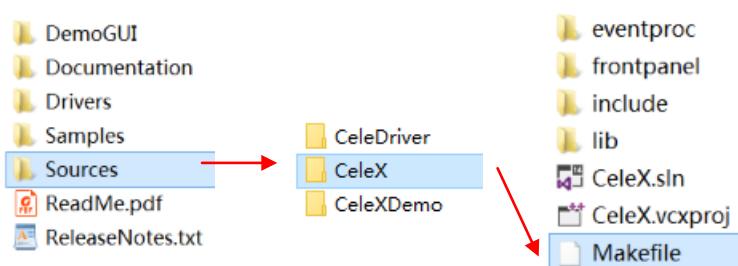 DemoGUI
Documentation
Drivers
Samples
Sources
ReadMe.pdf
ReleaseNotes.txt
CeleDriver
CeleX
CeleXDemo
eventproc
frontpanel
include
lib
CeleX.sln
CeleX.vcxproj
Makefile